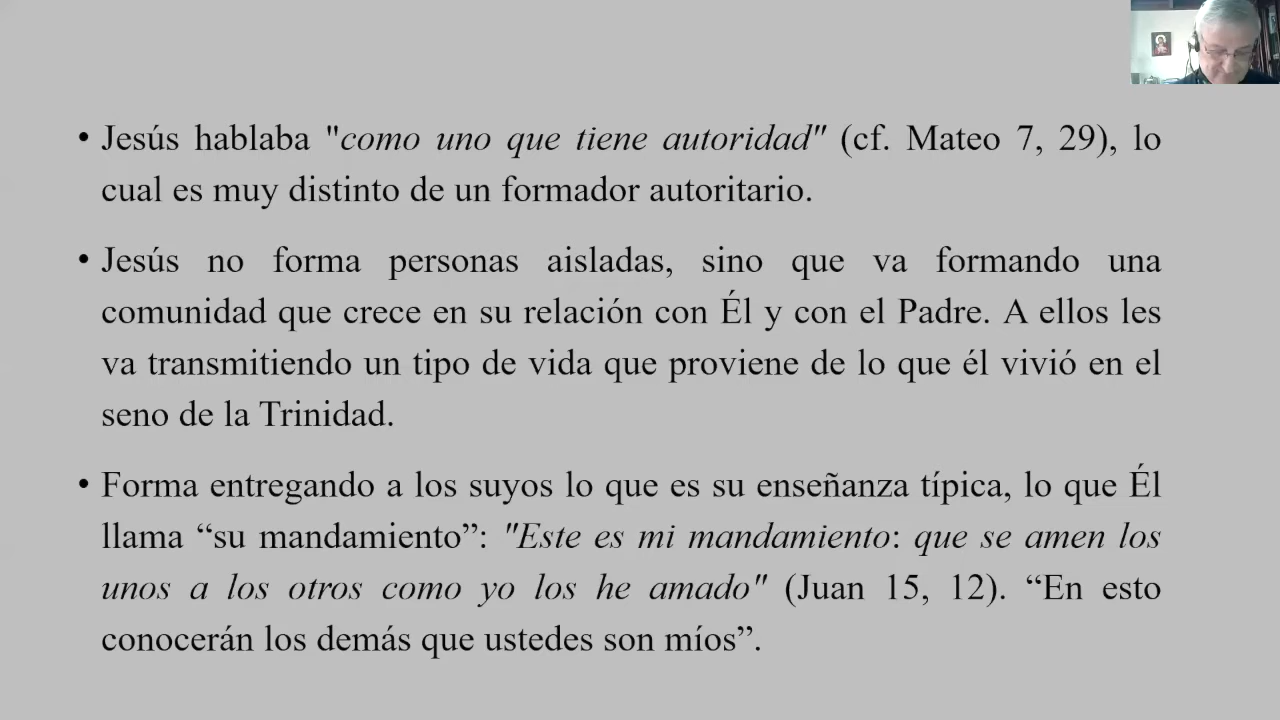 • Jesús hablaba "como uno que tiene autoridad" (cf. Mateo 7, 29), lo
cual es muy distinto de un formador autoritario.
• Jesús no forma personas aisladas, sino que va formando una
comunidad que crece en su relación con Él y con el Padre. A ellos les
va transmitiendo un tipo de vida que proviene de lo que él vivió en el
seno de la Trinidad.
• Forma entregando a los suyos lo que es su enseñanza típica, lo que Él
llama “su mandamiento”: "Este es mi mandamiento: que se amen los
unos a los otros como yo los he amado" (Juan 15, 12). “En esto
conocerán los demás que ustedes son míos”.